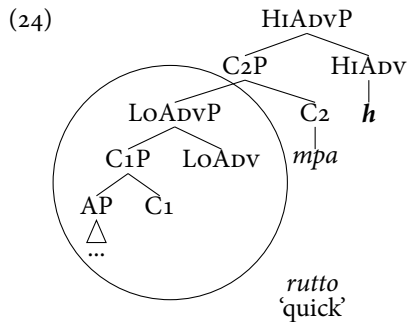 (24) HiAdvP
C2P HiAdv
LoAdvP C2 h
C1P LoAdv mpa
AP C1
...
rutto
‘quick’